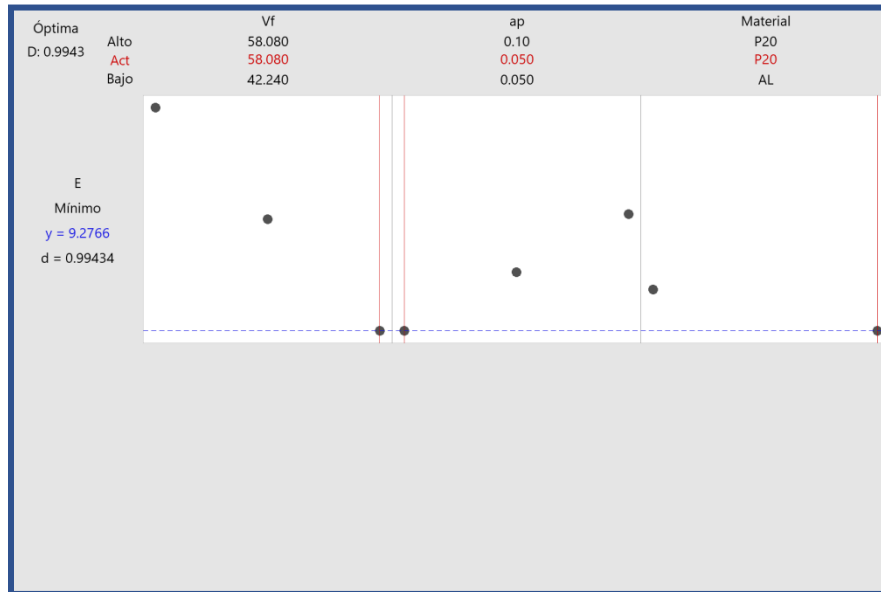 Óptima
D: 0.9943
Vf ap Material
Alto 58.080 0.10 P20
Act 58.080 0.050 P20
Bajo 42.240 0.050 AL
E
Mínimo
y = 9.2766
d = 0.99434